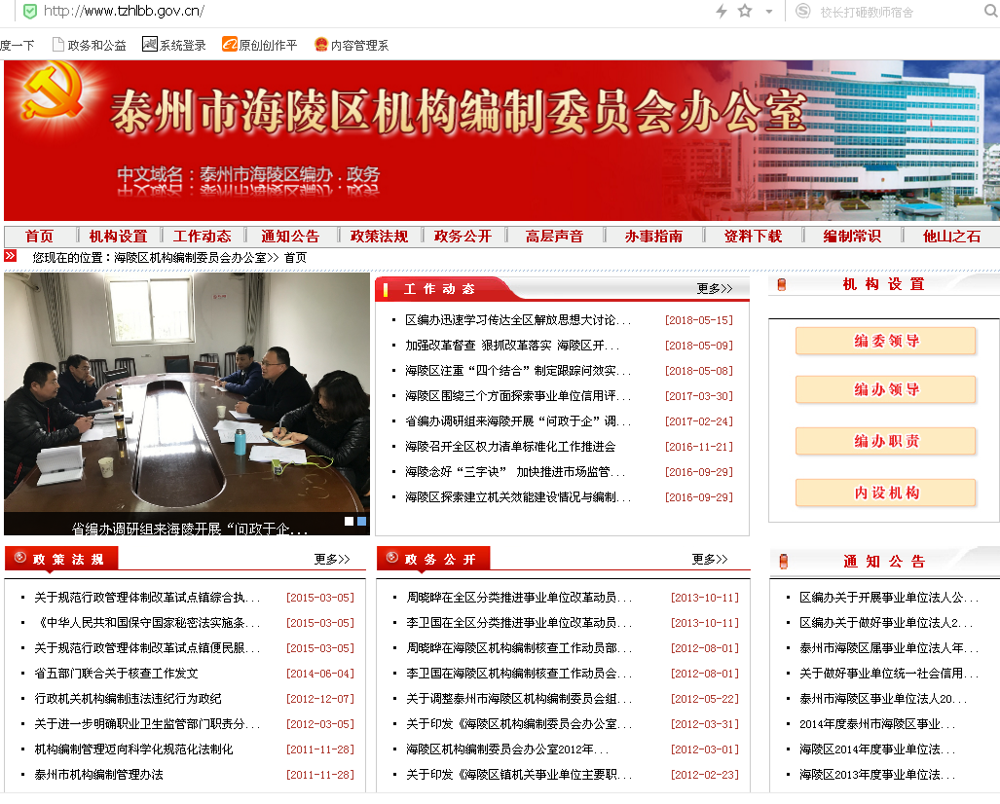 http://www.tzhlbb.gov.cn/
校长打砸教师宿舍
度一下 政务和公益 系统登录 原创创作平 内容管理系
泰州市海陵区机构编制委员会办公室
中文域名：泰州市海陵区编办．政务
首页 机构设置 工作动态 通知公告 政策法规 政务公开 高层声音 办事指南 资料下载 编制常识 他山之石
您现在的位置：海陵区机构编制委员会办公室>> 首页
省编办调研组来海陵开展“问政于企...
工作动态 更多>>
区编办迅速学习传达全区解放思想大讨论... [2018-05-15]
加强改革督查 狠抓改革落实 海陵区开... [2018-05-09]
海陵区注重“四个结合”制定跟踪问效实... [2018-05-08]
海陵区围绕三个方面探索事业单位信用评... [2017-03-30]
省编办调研组来海陵开展“问政于企”调... [2017-02-24]
海陵召开全区权力清单标准化工作推进会 [2016-11-21]
海陵念好“三字诀” 加快推进市场监管... [2016-09-29]
海陵区探索建立机关效能建设情况与编制... [2016-09-29]
机构设置
编委领导
编办领导
编办职责
内设机构
政策法规 更多>>
关于规范行政管理体制改革试点镇综合执... [2015-03-05]
《中华人民共和国保守国家秘密法实施条... [2015-03-05]
关于规范行政管理体制改革试点镇便民服... [2015-03-05]
省五部门联合关于核查工作发文 [2014-06-04]
行政机关机构编制违法违纪行为政纪 [2012-12-07]
关于进一步明确职业卫生监管部门职责分... [2012-03-05]
机构编制管理迈向科学化规范化法制化 [2011-11-28]
泰州市机构编制管理办法 [2011-11-28]
政务公开 更多>>
周晓晔在全区分类推进事业单位改革动员... [2013-10-11]
李卫国在全区分类推进事业单位改革动员... [2013-10-11]
周晓晔在海陵区机构编制核查工作动员部... [2012-08-01]
李卫国在海陵区机构编制核查工作动员会... [2012-08-01]
关于调整泰州市海陵区机构编制委员会组... [2012-05-22]
关于印发《海陵区机构编制委员会办公室... [2012-03-31]
海陵区机构编制委员会办公室2012年... [2012-03-01]
关于印发《海陵区镇机关事业单位主要职... [2012-02-23]
通知公告
区编办关于开展事业单位法人公...
区编办关于做好事业单位法人2...
泰州市海陵区属事业单位法人年...
关于做好事业单位统一社会信用...
泰州市海陵区事业单位法人20...
2014年度泰州市海陵区事业...
海陵区2014年度事业单位法...
海陵区2013年度事业单位法...